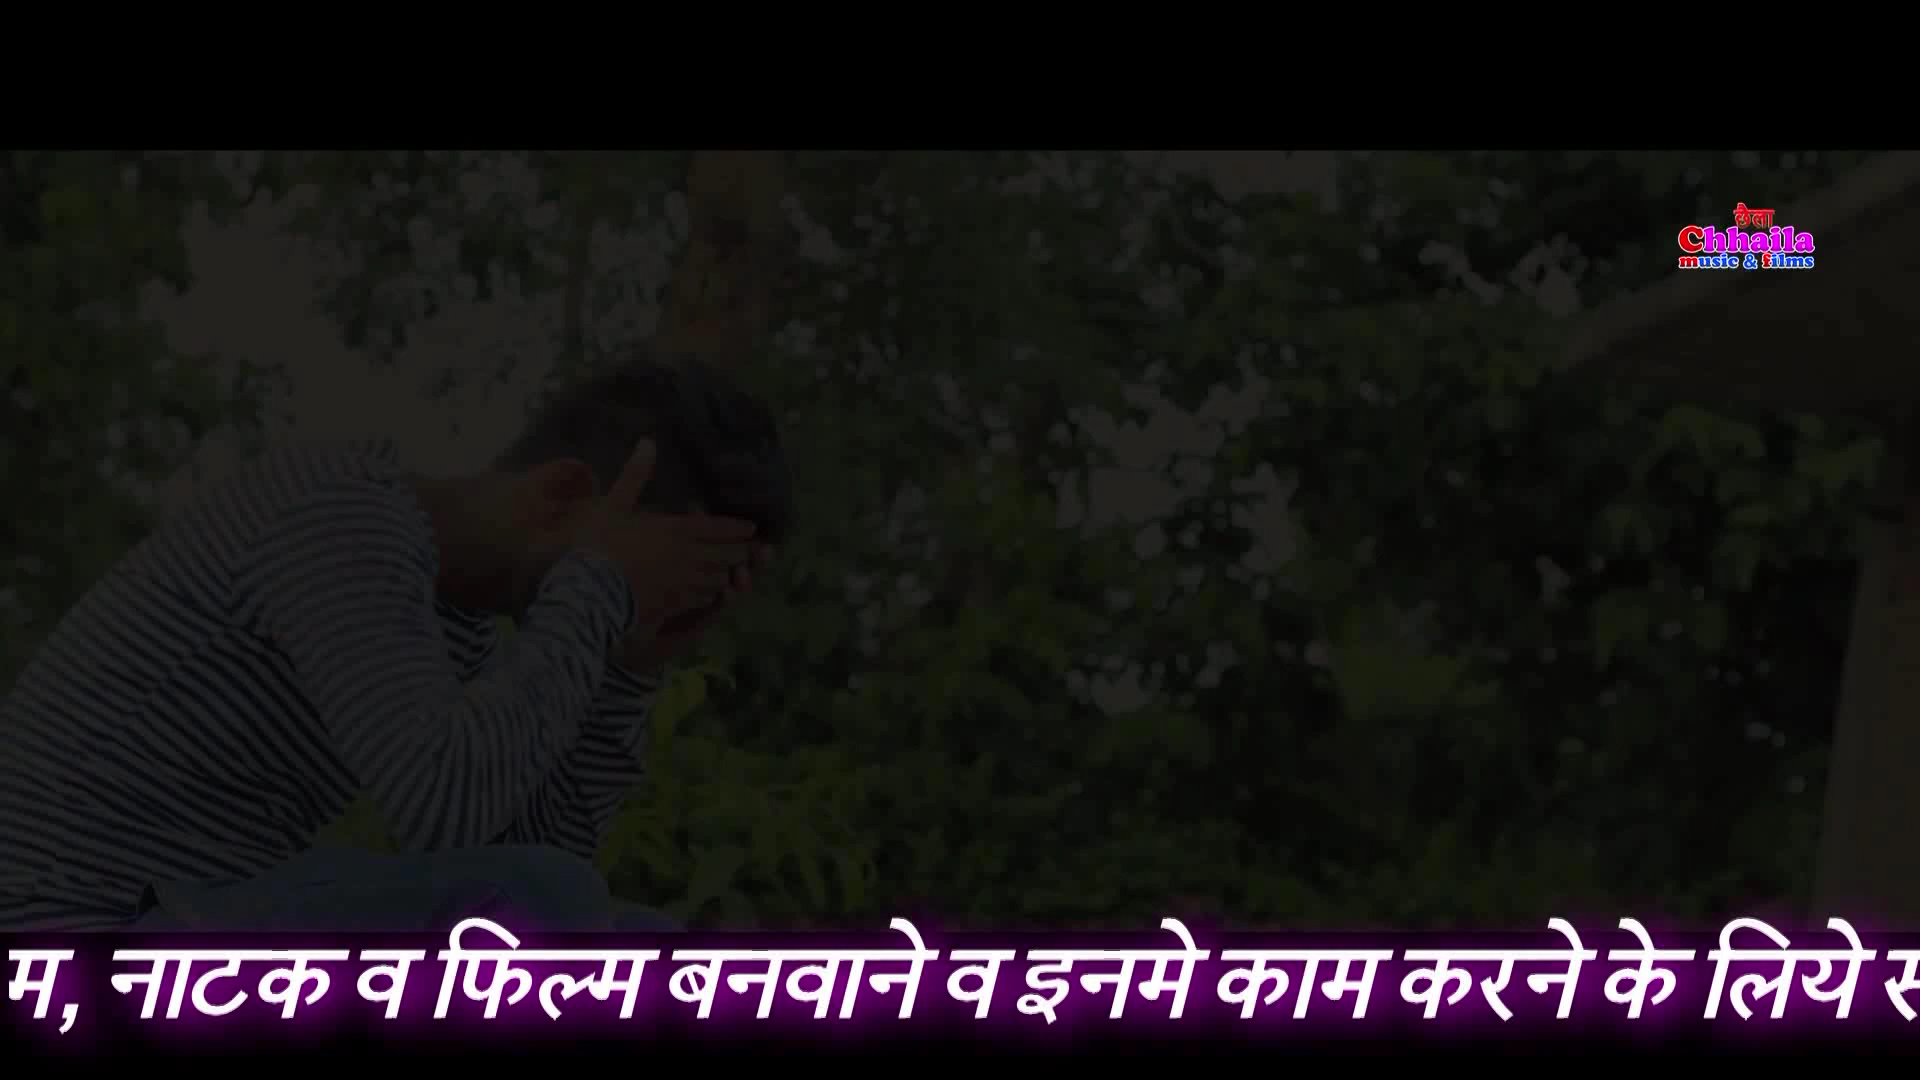 छैला
Chhaila
music & films
नाटक व फिल्म बनवाने व इनमे काम करने के लिये